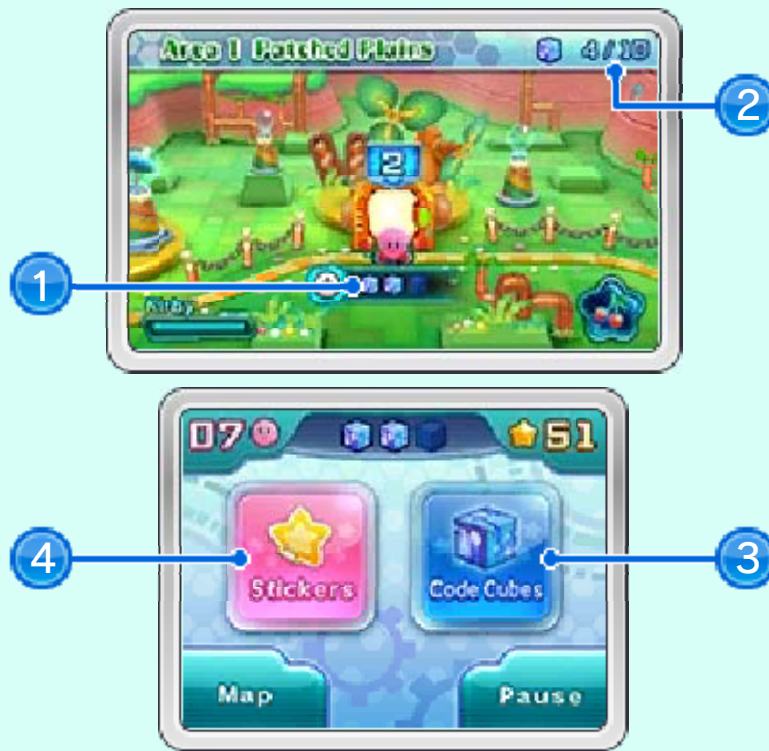 Area 1 Patched Plains
4/10
2
2
1
Kirby
07
51
4
Stickers
Code Cubes
3
Map
Pause